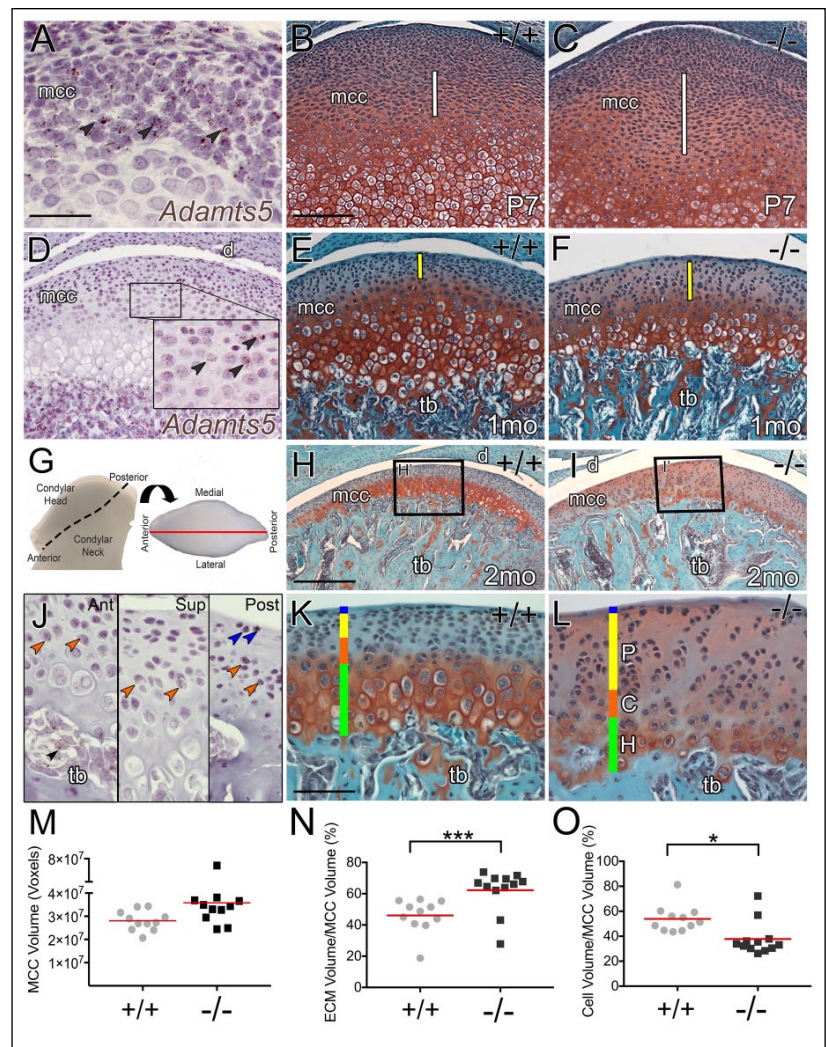 A
mcc
Adamts5
B
+/+
mcc
P7
C
-/-
mcc
P7
D
d
mcc
Adamts5
E
+/+
mcc
tb
1mo
F
-/-
mcc
tb
1mo
G
Condylar Head
Posterior
Anterior
Condylar Neck
Medial
Anterior
Posterior
Lateral
H
H'
d
+/+
mcc
tb
2mo
I
d
I'
-/-
mcc
tb
2mo
J
Ant
Sup
Post
tb
K
+/+
tb
L
-/-
P
C
H
tb
M
MCC Volume (Voxels)
8×10⁷
4×10⁷
3×10⁷
2×10⁷
1×10⁷
+/+
-/-
N
***
ECM Volume/MCC Volume (%)
80
60
40
20
0
+/+
-/-
O
*
Cell Volume/MCC Volume (%)
100
80
60
40
20
0
+/+
-/-